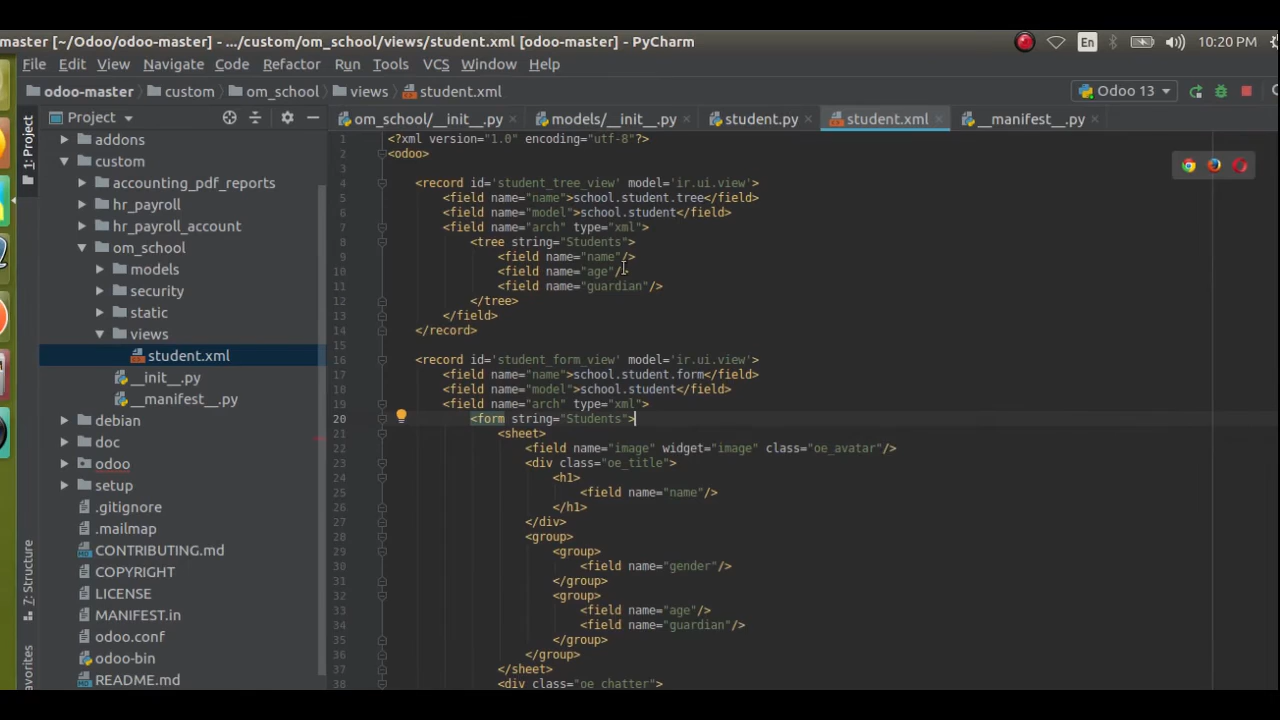 master [~/Odoo/odoo-master] - .../custom/om_school/views/student.xml [odoo-master] - PyCharm
En
10:20 PM
File Edit View Navigate Code Refactor Run Tools VCS Window Help
odoo-master custom om_school views student.xml
Odoo 13
Project
om_school/__init__.py
models/__init__.py
student.py
student.xml
__manifest__.py
1: Project
7: Structure
addons
custom
accounting_pdf_reports
hr_payroll
hr_payroll_account
om_school
models
security
static
views
student.xml
__init__.py
__manifest__.py
debian
doc
odoo
setup
.gitignore
.mailmap
CONTRIBUTING.md
COPYRIGHT
LICENSE
MANIFEST.in
odoo.conf
odoo-bin
README.md
1 <?xml version="1.0" encoding="utf-8"?>
2 <odoo>
3
4 <record id='student_tree_view' model='ir.ui.view'>
5 <field name="name">school.student.tree</field>
6 <field name="model">school.student</field>
7 <field name="arch" type="xml">
8 <tree string="Students">
9 <field name="name"/>
10 <field name="age"/>
11 <field name="guardian"/>
12 </tree>
13 </field>
14 </record>
15
16 <record id='student_form_view' model='ir.ui.view'>
17 <field name="name">school.student.form</field>
18 <field name="model">school.student</field>
19 <field name="arch" type="xml">
20 <form string="Students">
21 <sheet>
22 <field name="image" widget="image" class="oe_avatar"/>
23 <div class="oe_title">
24 <h1>
25 <field name="name"/>
26 </h1>
27 </div>
28 <group>
29 <group>
30 <field name="gender"/>
31 </group>
32 <group>
33 <field name="age"/>
34 <field name="guardian"/>
35 </group>
36 </group>
37 </sheet>
38 <div class="oe_chatter">